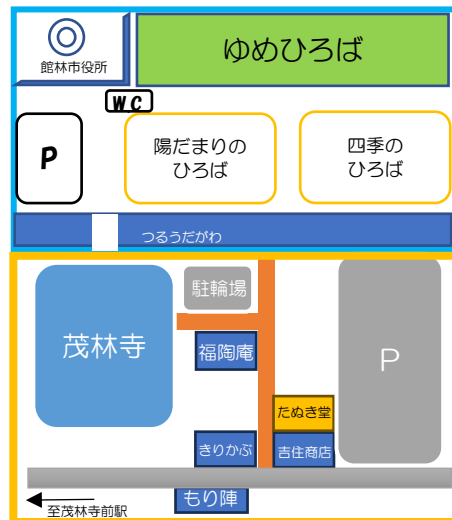 館林市役所
ゆめひろば
WC
P
陽だまりの
ひろば
四季の
ひろば
つるうだがわ
駐輪場
茂林寺
福陶庵
P
たぬき堂
きりかぶ
吉住商店
もり陣
至茂林寺前駅